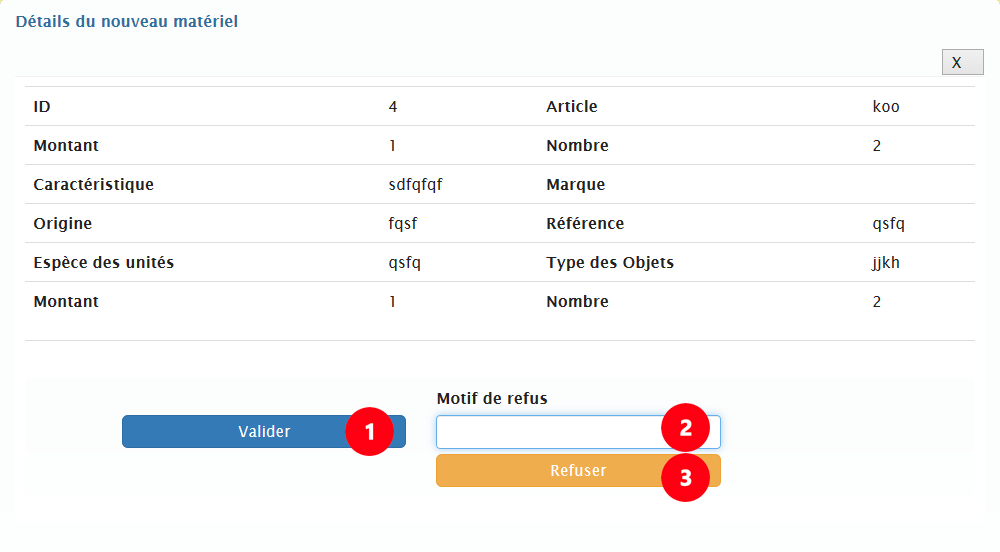 Détails du nouveau matériel
X
ID 4 Article koo
Montant 1 Nombre 2
Caractéristique sdfqfqf Marque
Origine fqsf Référence qsfq
Espèce des unités qsfq Type des Objets jjkh
Montant 1 Nombre 2
Motif de refus
Valider 1 2
Refuser 3